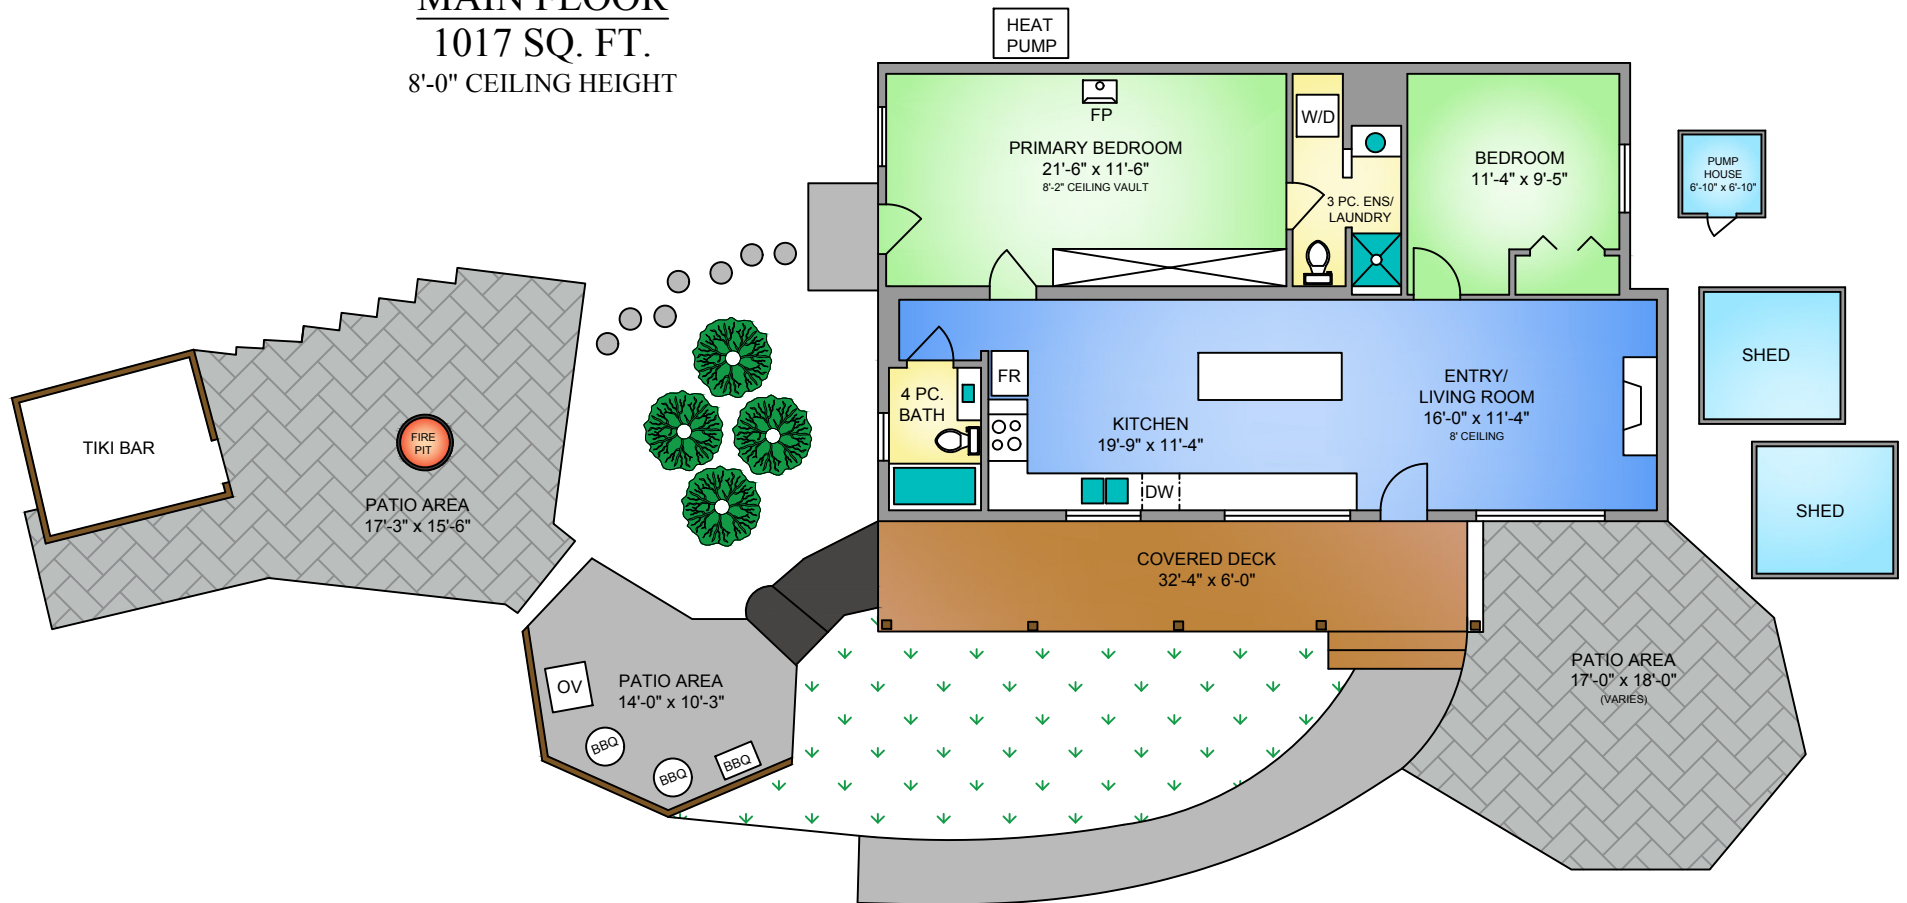 MAIN FLOOR
1017 SQ. FT.
8'-0" CEILING HEIGHT
HEAT
PUMP
FP
PRIMARY BEDROOM
21'-6" x 11'-6"
8'-2" CEILING VAULT
W/D
3 PC. ENS/
LAUNDRY
BEDROOM
11'-4" x 9'-5"
PUMP
HOUSE
6'-10" x 6'-10"
SHED
SHED
4 PC.
BATH
FR
KITCHEN
19'-9" x 11'-4"
DW
ENTRY/
LIVING ROOM
16'-0" x 11'-4"
8' CEILING
TIKI BAR
FIRE
PIT
PATIO AREA
17'-3" x 15'-6"
COVERED DECK
32'-4" x 6'-0"
OV
PATIO AREA
14'-0" x 10'-3"
BBQ
BBQ
BBQ
PATIO AREA
17'-0" x 18'-0"
(VARIES)